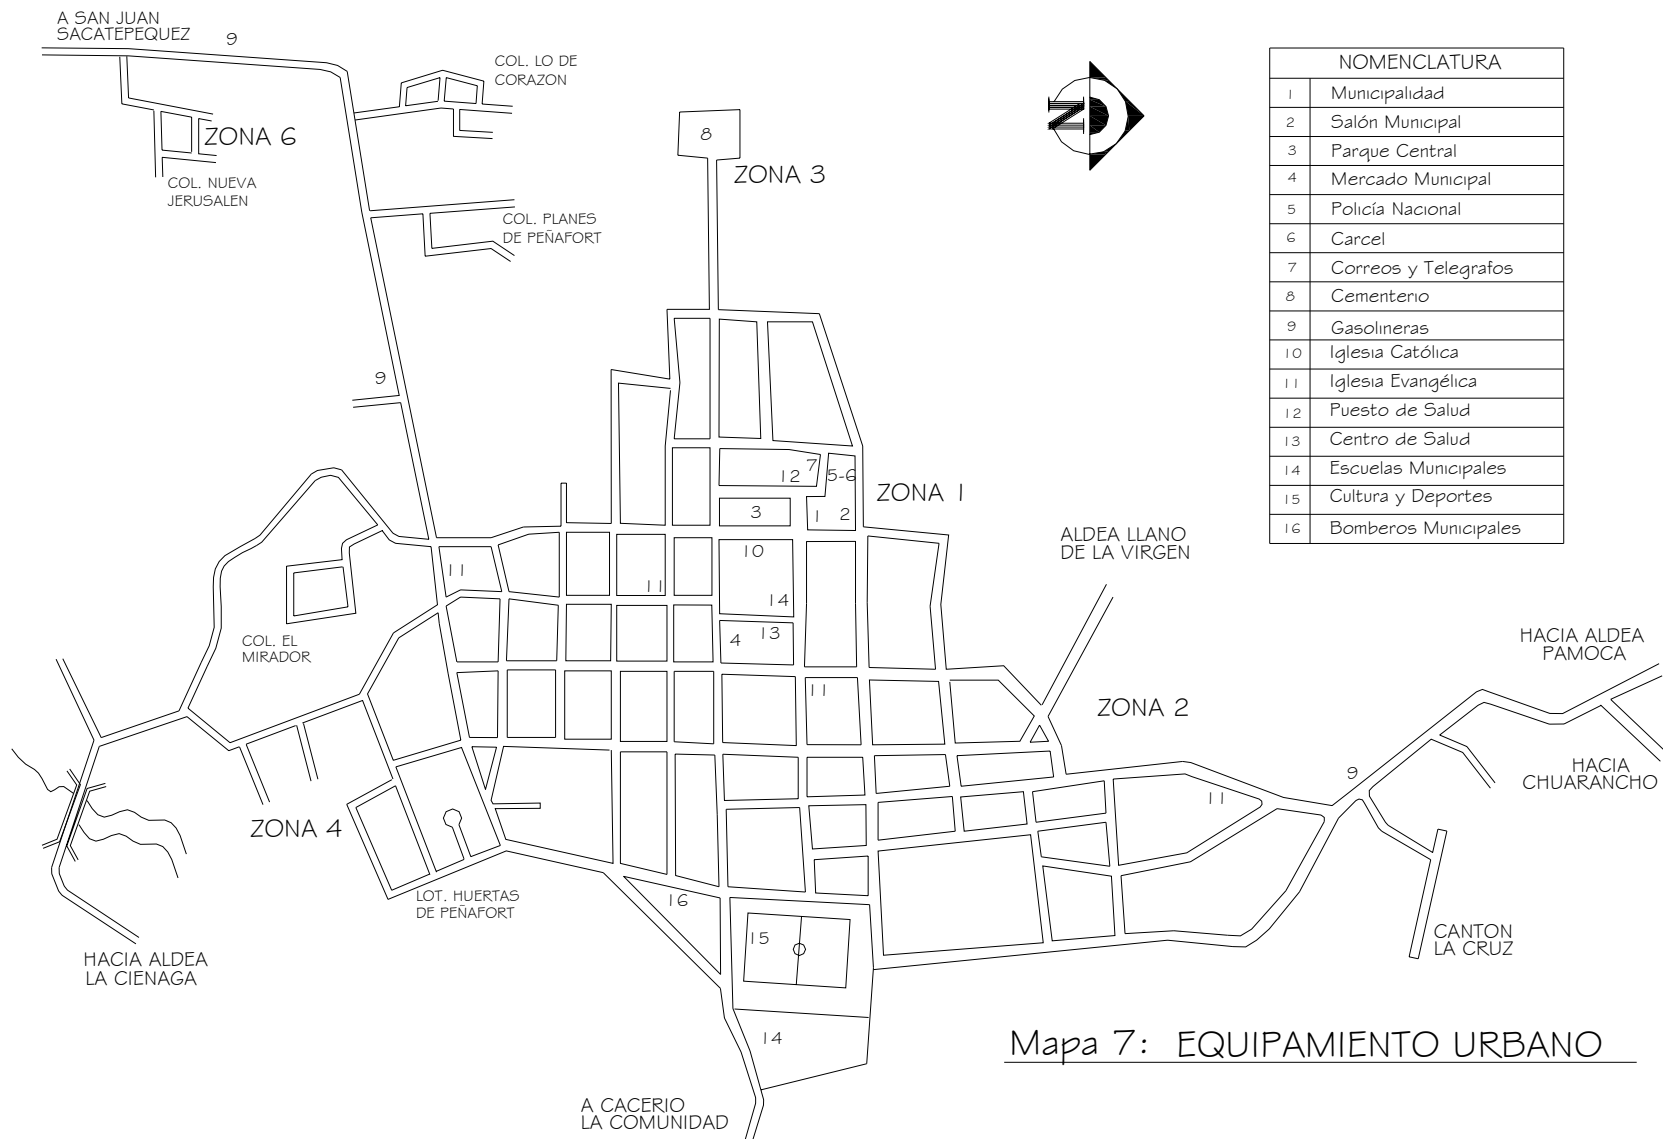 A SAN JUAN
SACATEPEQUEZ
9
COL. LO DE
CORAZON
ZONA 6
COL. NUEVA
JERUSALEN
8
ZONA 3
COL. PLANES
DE PEÑAFORT
N
NOMENCLATURA
1 Municipalidad
2 Salón Municipal
3 Parque Central
4 Mercado Municipal
5 Policía Nacional
6 Carcel
7 Correos y Telegrafos
8 Cementerio
9 Gasolineras
10 Iglesia Católica
11 Iglesia Evangélica
12 Puesto de Salud
13 Centro de Salud
14 Escuelas Municipales
15 Cultura y Deportes
16 Bomberos Municipales
9
12
7
5-6
ZONA 1
3
1
2
ALDEA LLANO
DE LA VIRGEN
10
11
11
14
4
13
COL. EL
MIRADOR
11
ZONA 2
HACIA ALDEA
PAMOCA
HACIA
CHUARANCHO
9
11
ZONA 4
LOT. HUERTAS
DE PEÑAFORT
16
15
CANTON
LA CRUZ
HACIA ALDEA
LA CIENAGA
14
Mapa 7: EQUIPAMIENTO URBANO
A CACERIO
LA COMUNIDAD